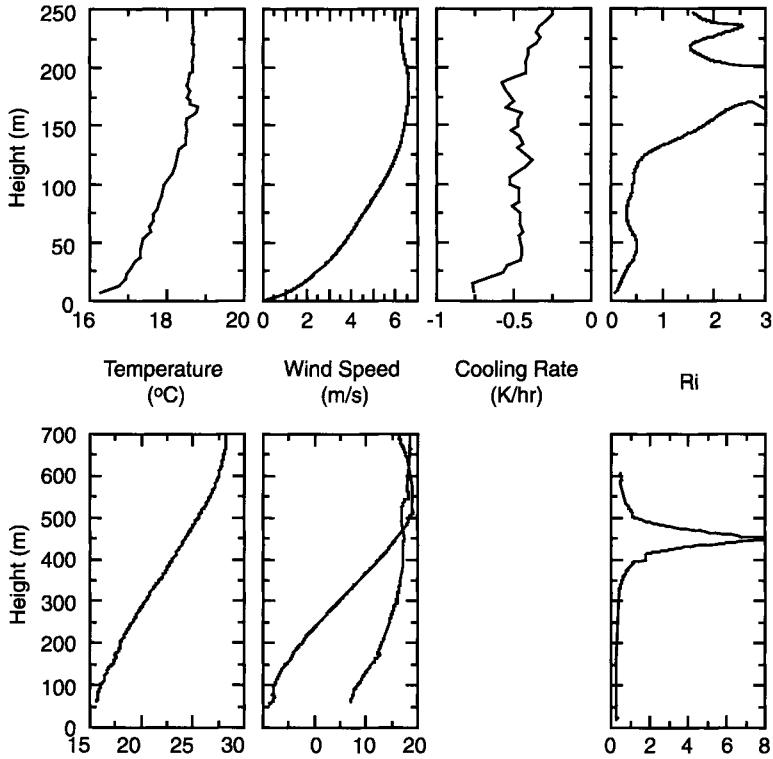 250
200
150
100
50
0
Height (m)
16 18 20
0 2 4 6
-1 -0.5 0
0 1 2 3
Temperature
(ºC)
Wind Speed
(m/s)
Cooling Rate
(K/hr)
Ri
700
600
500
400
300
200
100
0
Height (m)
15 20 25 30
0 10 20
0 2 4 6 8